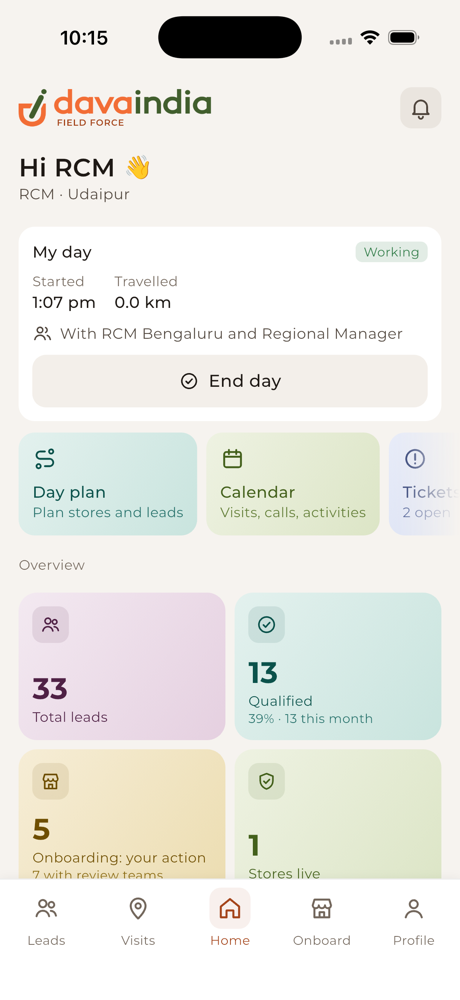 10:15
davaindia
FIELD FORCE
Hi RCM 👋
RCM · Udaipur
My day
Working
Started Travelled
1:07 pm 0.0 km
With RCM Bengaluru and Regional Manager
End day
Day plan
Plan stores and leads
Calendar
Visits, calls, activities
Tickets
2 open
Overview
33
Total leads
13
Qualified
39% · 13 this month
5
Onboarding: your action
7 with review teams
1
Stores live
Leads Visits Home Onboard Profile